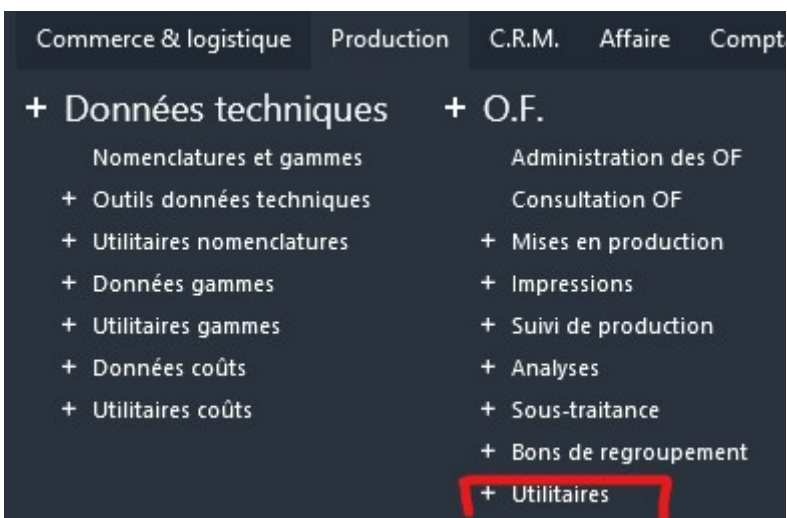 Commerce & logistique Production C.R.M. Affaire Compta
+ Données techniques
Nomenclatures et gammes
+ Outils données techniques
+ Utilitaires nomenclatures
+ Données gammes
+ Utilitaires gammes
+ Données coûts
+ Utilitaires coûts
+ O.F.
Administration des OF
Consultation OF
+ Mises en production
+ Impressions
+ Suivi de production
+ Analyses
+ Sous-traitance
+ Bons de regroupement
+ Utilitaires